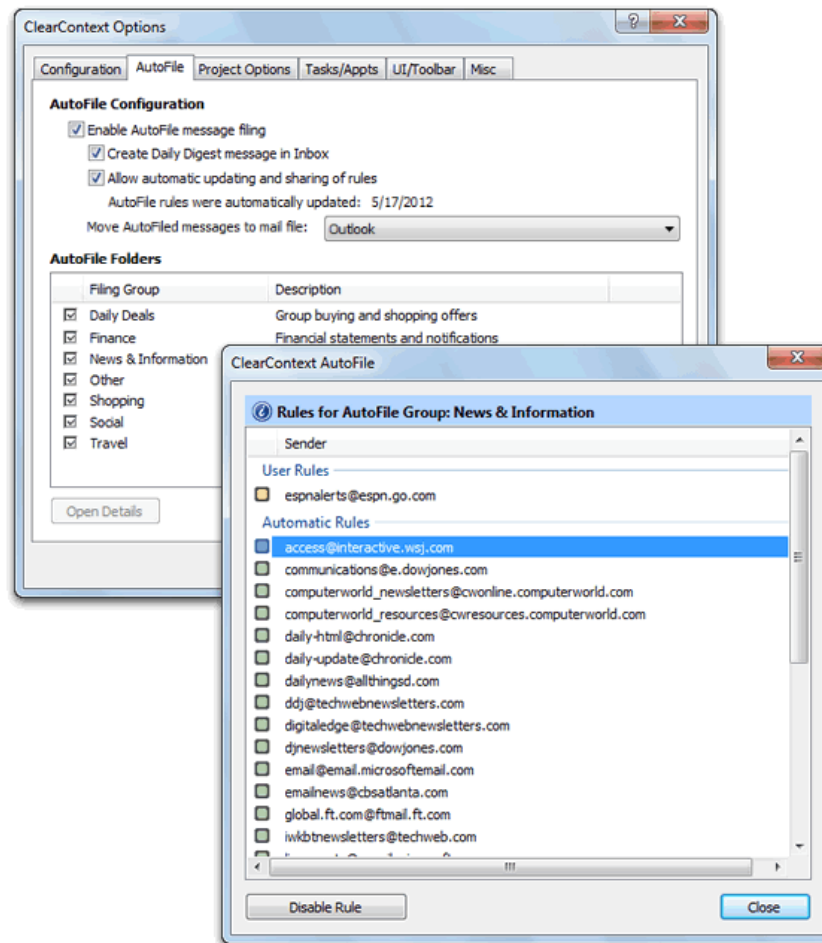 ClearContext Options
Configuration AutoFile Project Options Tasks/Appts UI/Toolbar Misc
AutoFile Configuration
Enable AutoFile message filing
Create Daily Digest message in Inbox
Allow automatic updating and sharing of rules
AutoFile rules were automatically updated: 5/17/2012
Move AutoFiled messages to mail file: Outlook
AutoFile Folders
Filing Group Description
Daily Deals Group buying and shopping offers
Finance Financial statements and notifications
News & Information
Other
Shopping
Social
Travel
Open Details
ClearContext AutoFile
Rules for AutoFile Group: News & Information
Sender
User Rules
espnalerts@espn.go.com
Automatic Rules
access@interactive.wsj.com
communications@e.dowjones.com
computerworld_newsletters@cwonline.computerworld.com
computerworld_resources@cwresources.computerworld.com
daily-html@chronicle.com
daily-update@chronicle.com
dailynews@allthingsd.com
ddj@techwebnewsletters.com
digitaledge@techwebnewsletters.com
djnewsletters@dowjones.com
email@email.microsoftemail.com
emailnews@cbsatlanta.com
global.ft.com@ftmail.ft.com
iwkbtnewsletters@techweb.com
Disable Rule Close